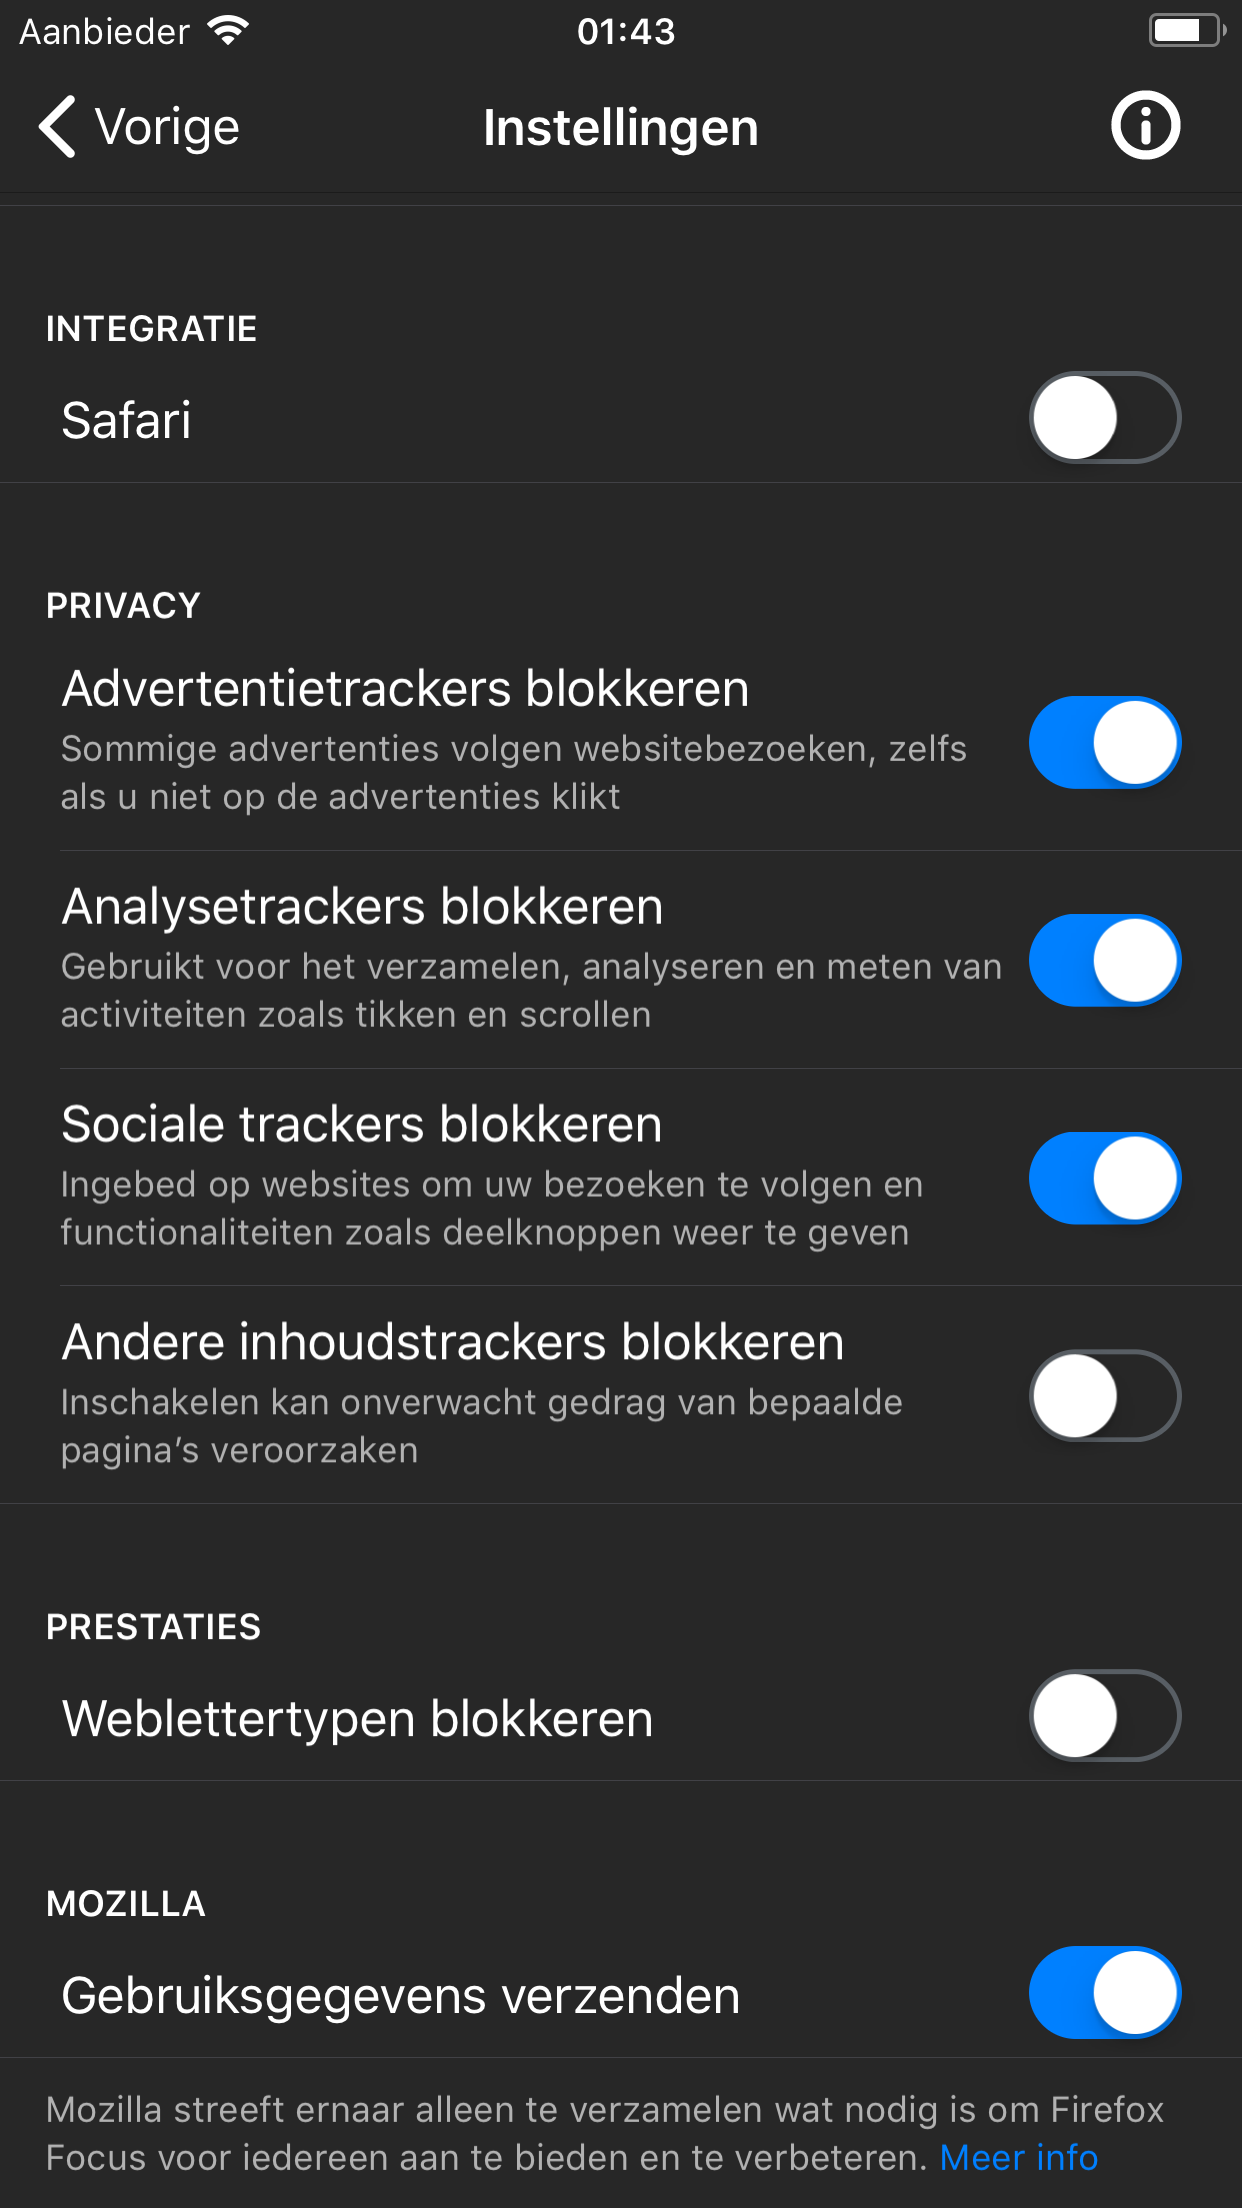 Aanbieder 01:43
Vorige Instellingen
INTEGRATIE
Safari
PRIVACY
Advertentietrackers blokkeren
Sommige advertenties volgen websitebezoeken, zelfs
als u niet op de advertenties klikt
Analysetrackers blokkeren
Gebruikt voor het verzamelen, analyseren en meten van
activiteiten zoals tikken en scrollen
Sociale trackers blokkeren
Ingebed op websites om uw bezoeken te volgen en
functionaliteiten zoals deelknoppen weer te geven
Andere inhoudstrackers blokkeren
Inschakelen kan onverwacht gedrag van bepaalde
pagina’s veroorzaken
PRESTATIES
Weblettertypen blokkeren
MOZILLA
Gebruiksgegevens verzenden
Mozilla streeft ernaar alleen te verzamelen wat nodig is om Firefox
Focus voor iedereen aan te bieden en te verbeteren. Meer info